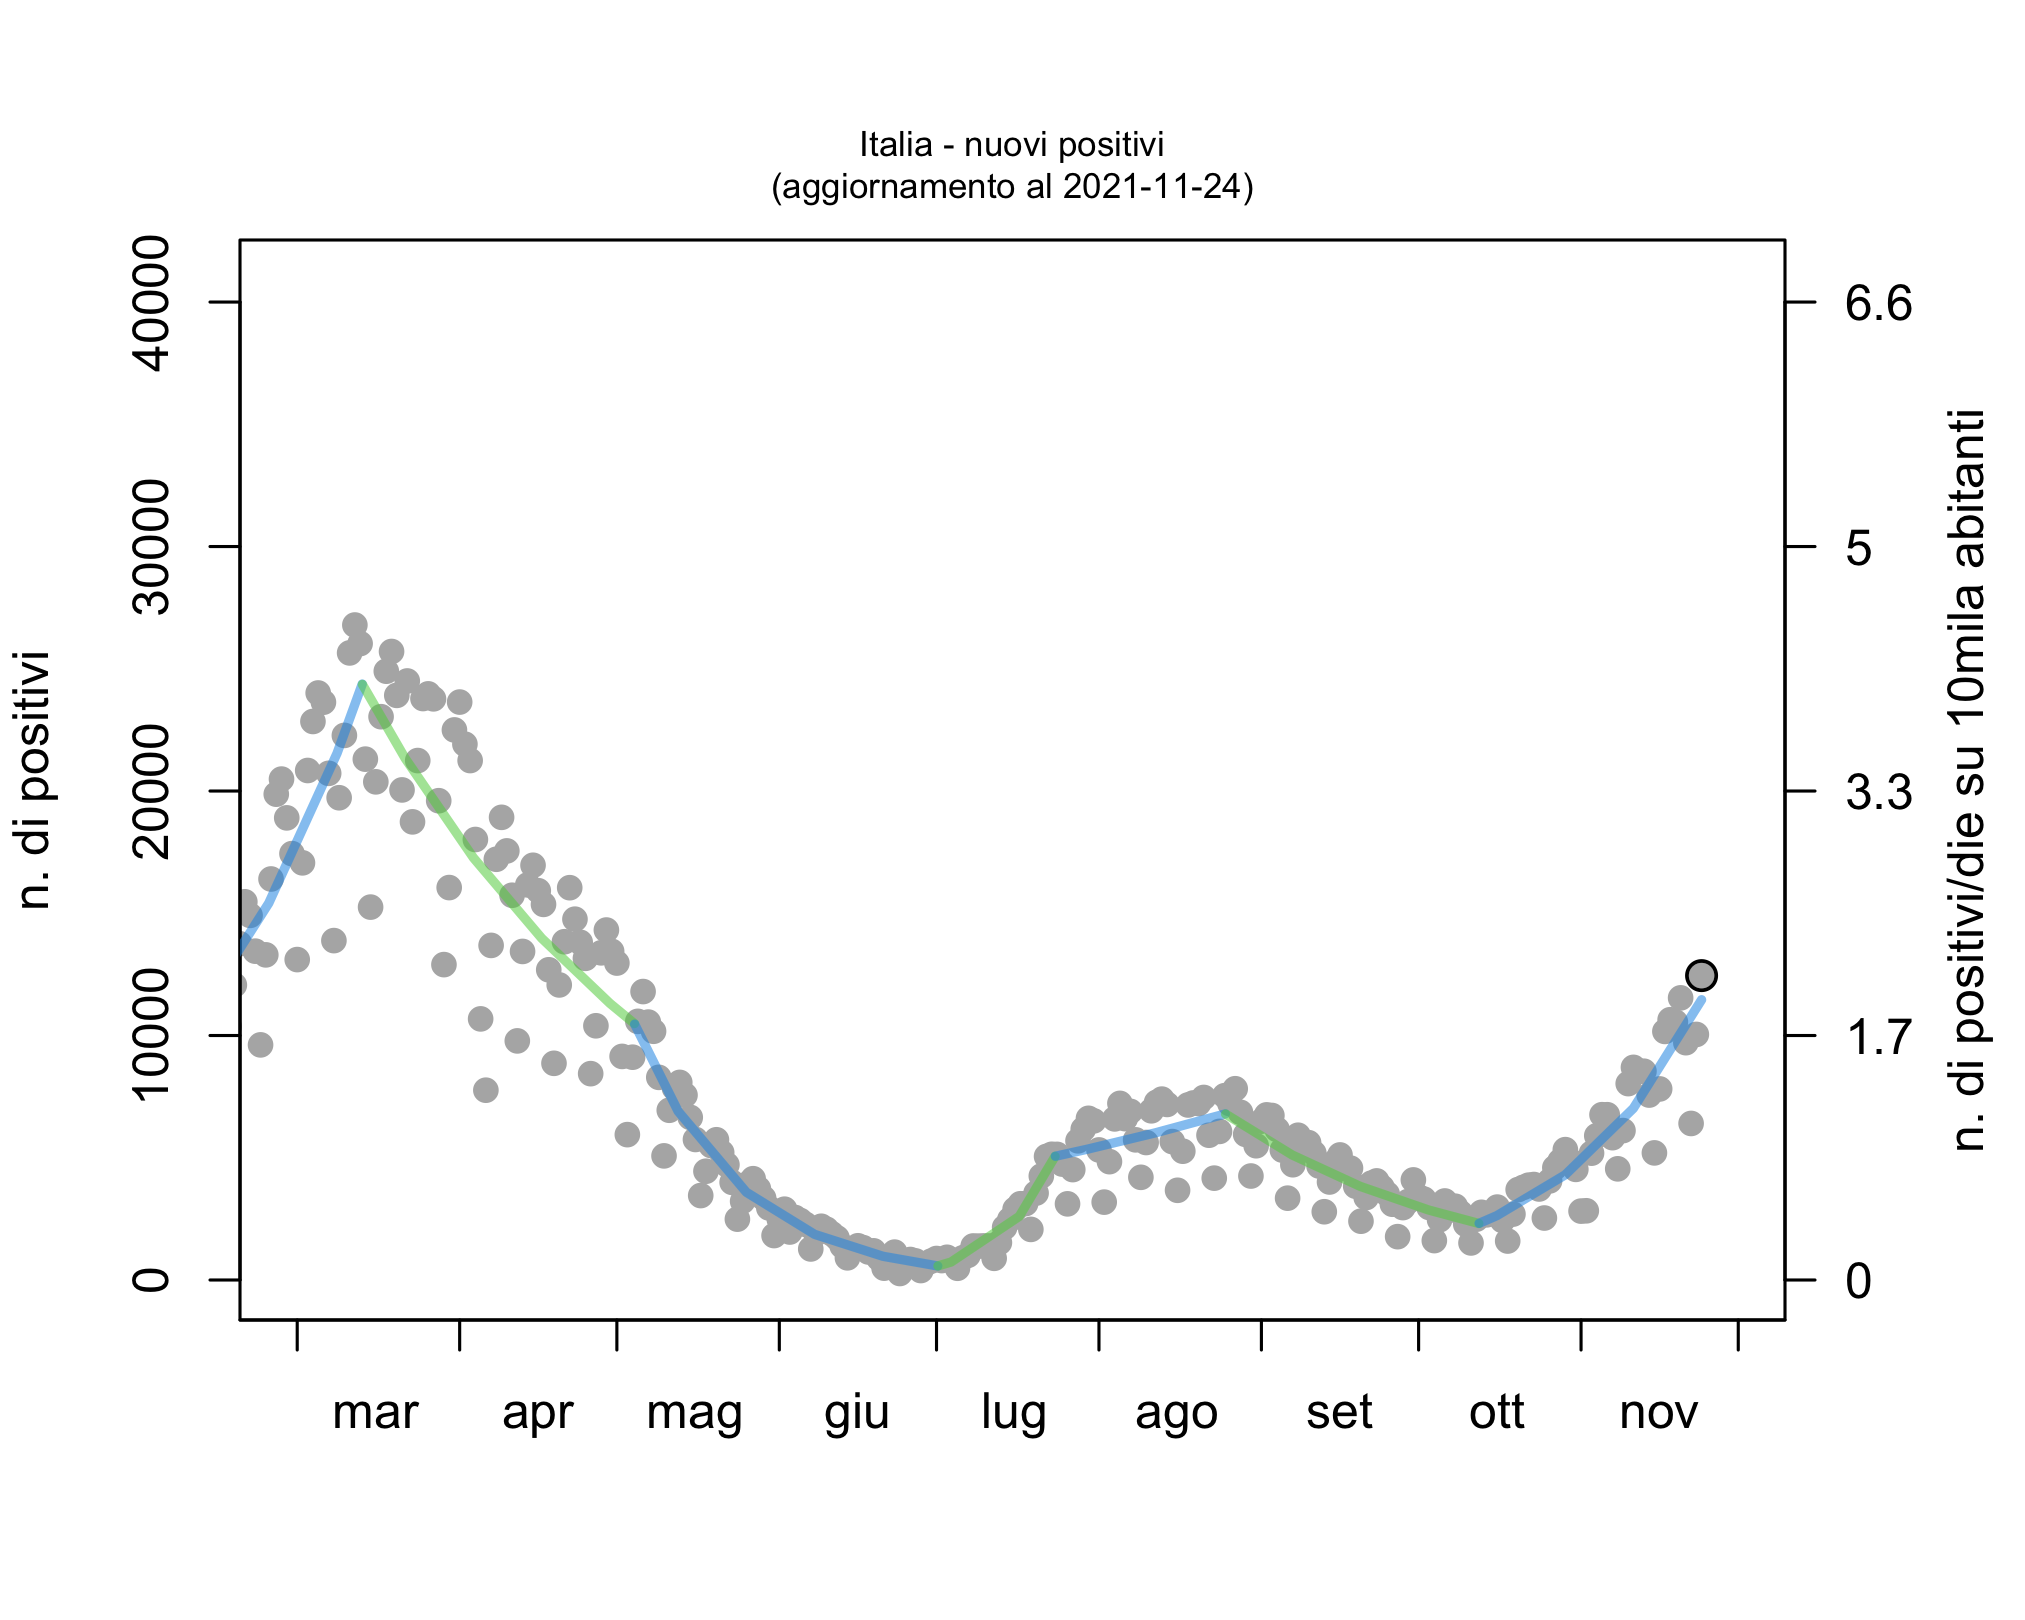 Italia - nuovi positivi
(aggiornamento al 2021-11-24)
n. di positivi
40000
30000
20000
10000
0
6.6
5
3.3
1.7
0
n. di positivi/die su 10mila abitanti
mar apr mag giu lug ago set ott nov